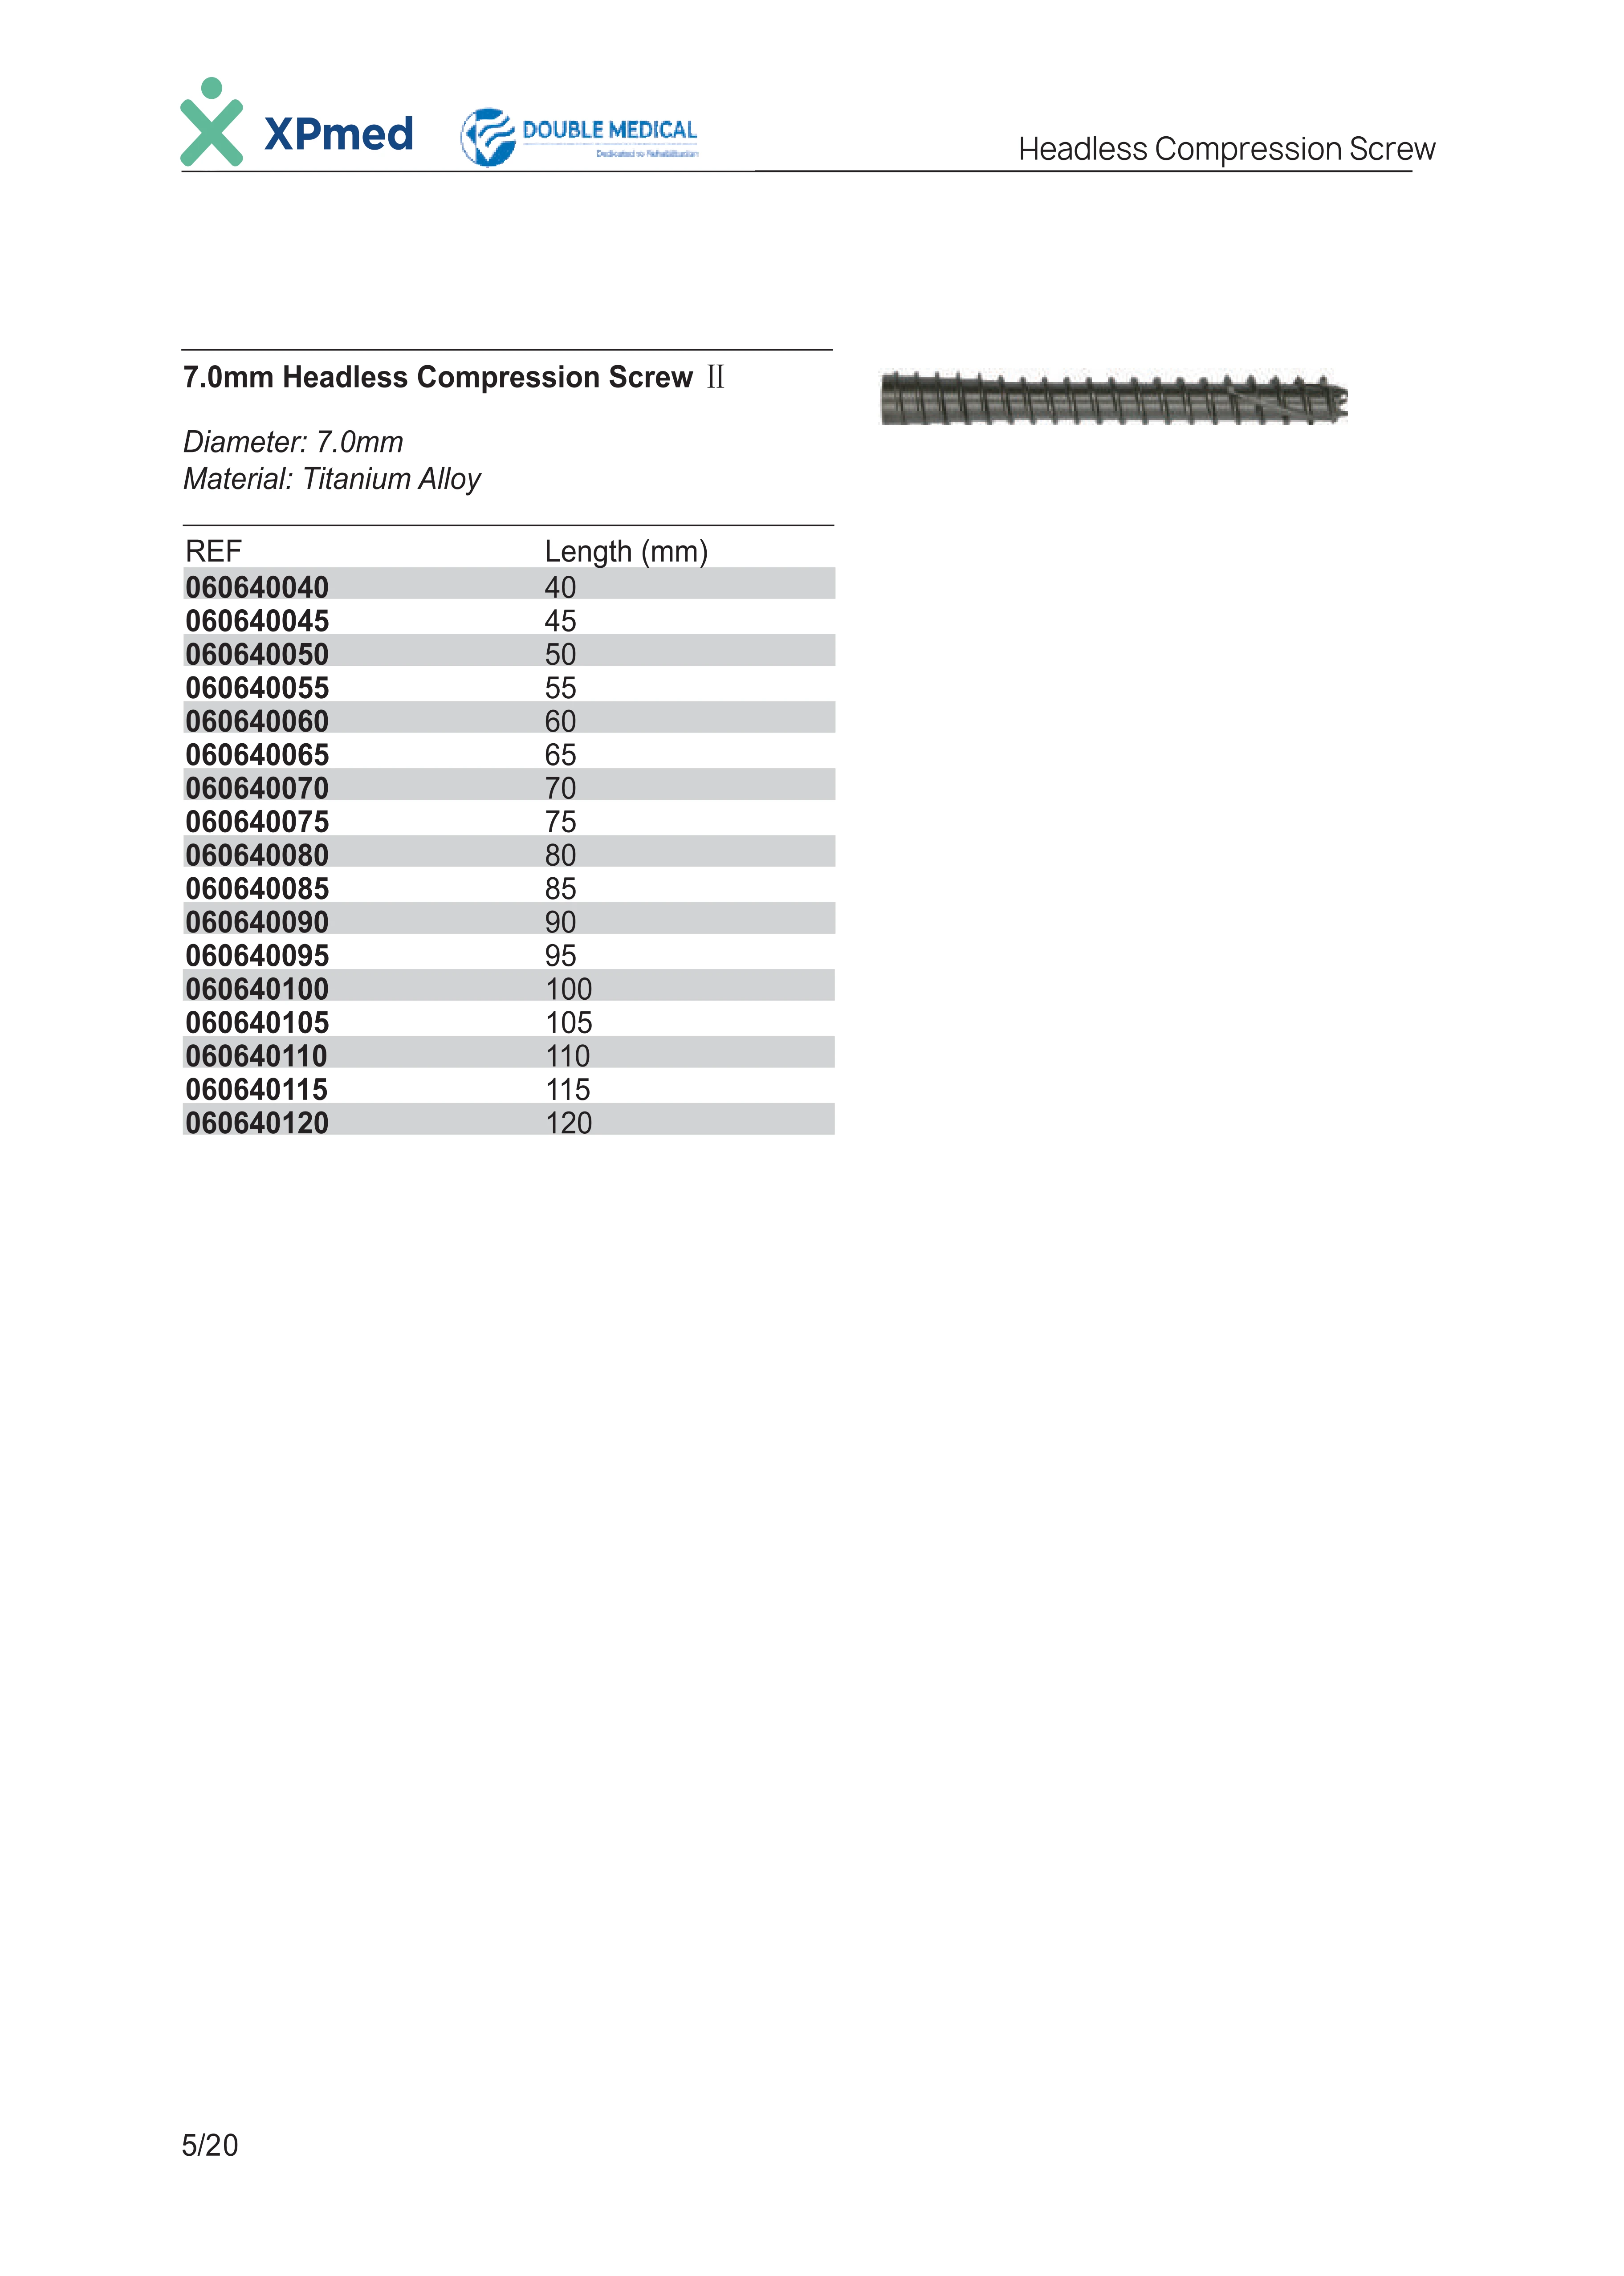 XPmed
DOUBLE MEDICAL
Dedicated to Rehabilitation
Headless Compression Screw
7.0mm Headless Compression Screw Ⅱ
Diameter: 7.0mm
Material: Titanium Alloy
REF Length (mm)
060640040 40
060640045 45
060640050 50
060640055 55
060640060 60
060640065 65
060640070 70
060640075 75
060640080 80
060640085 85
060640090 90
060640095 95
060640100 100
060640105 105
060640110 110
060640115 115
060640120 120
5/20